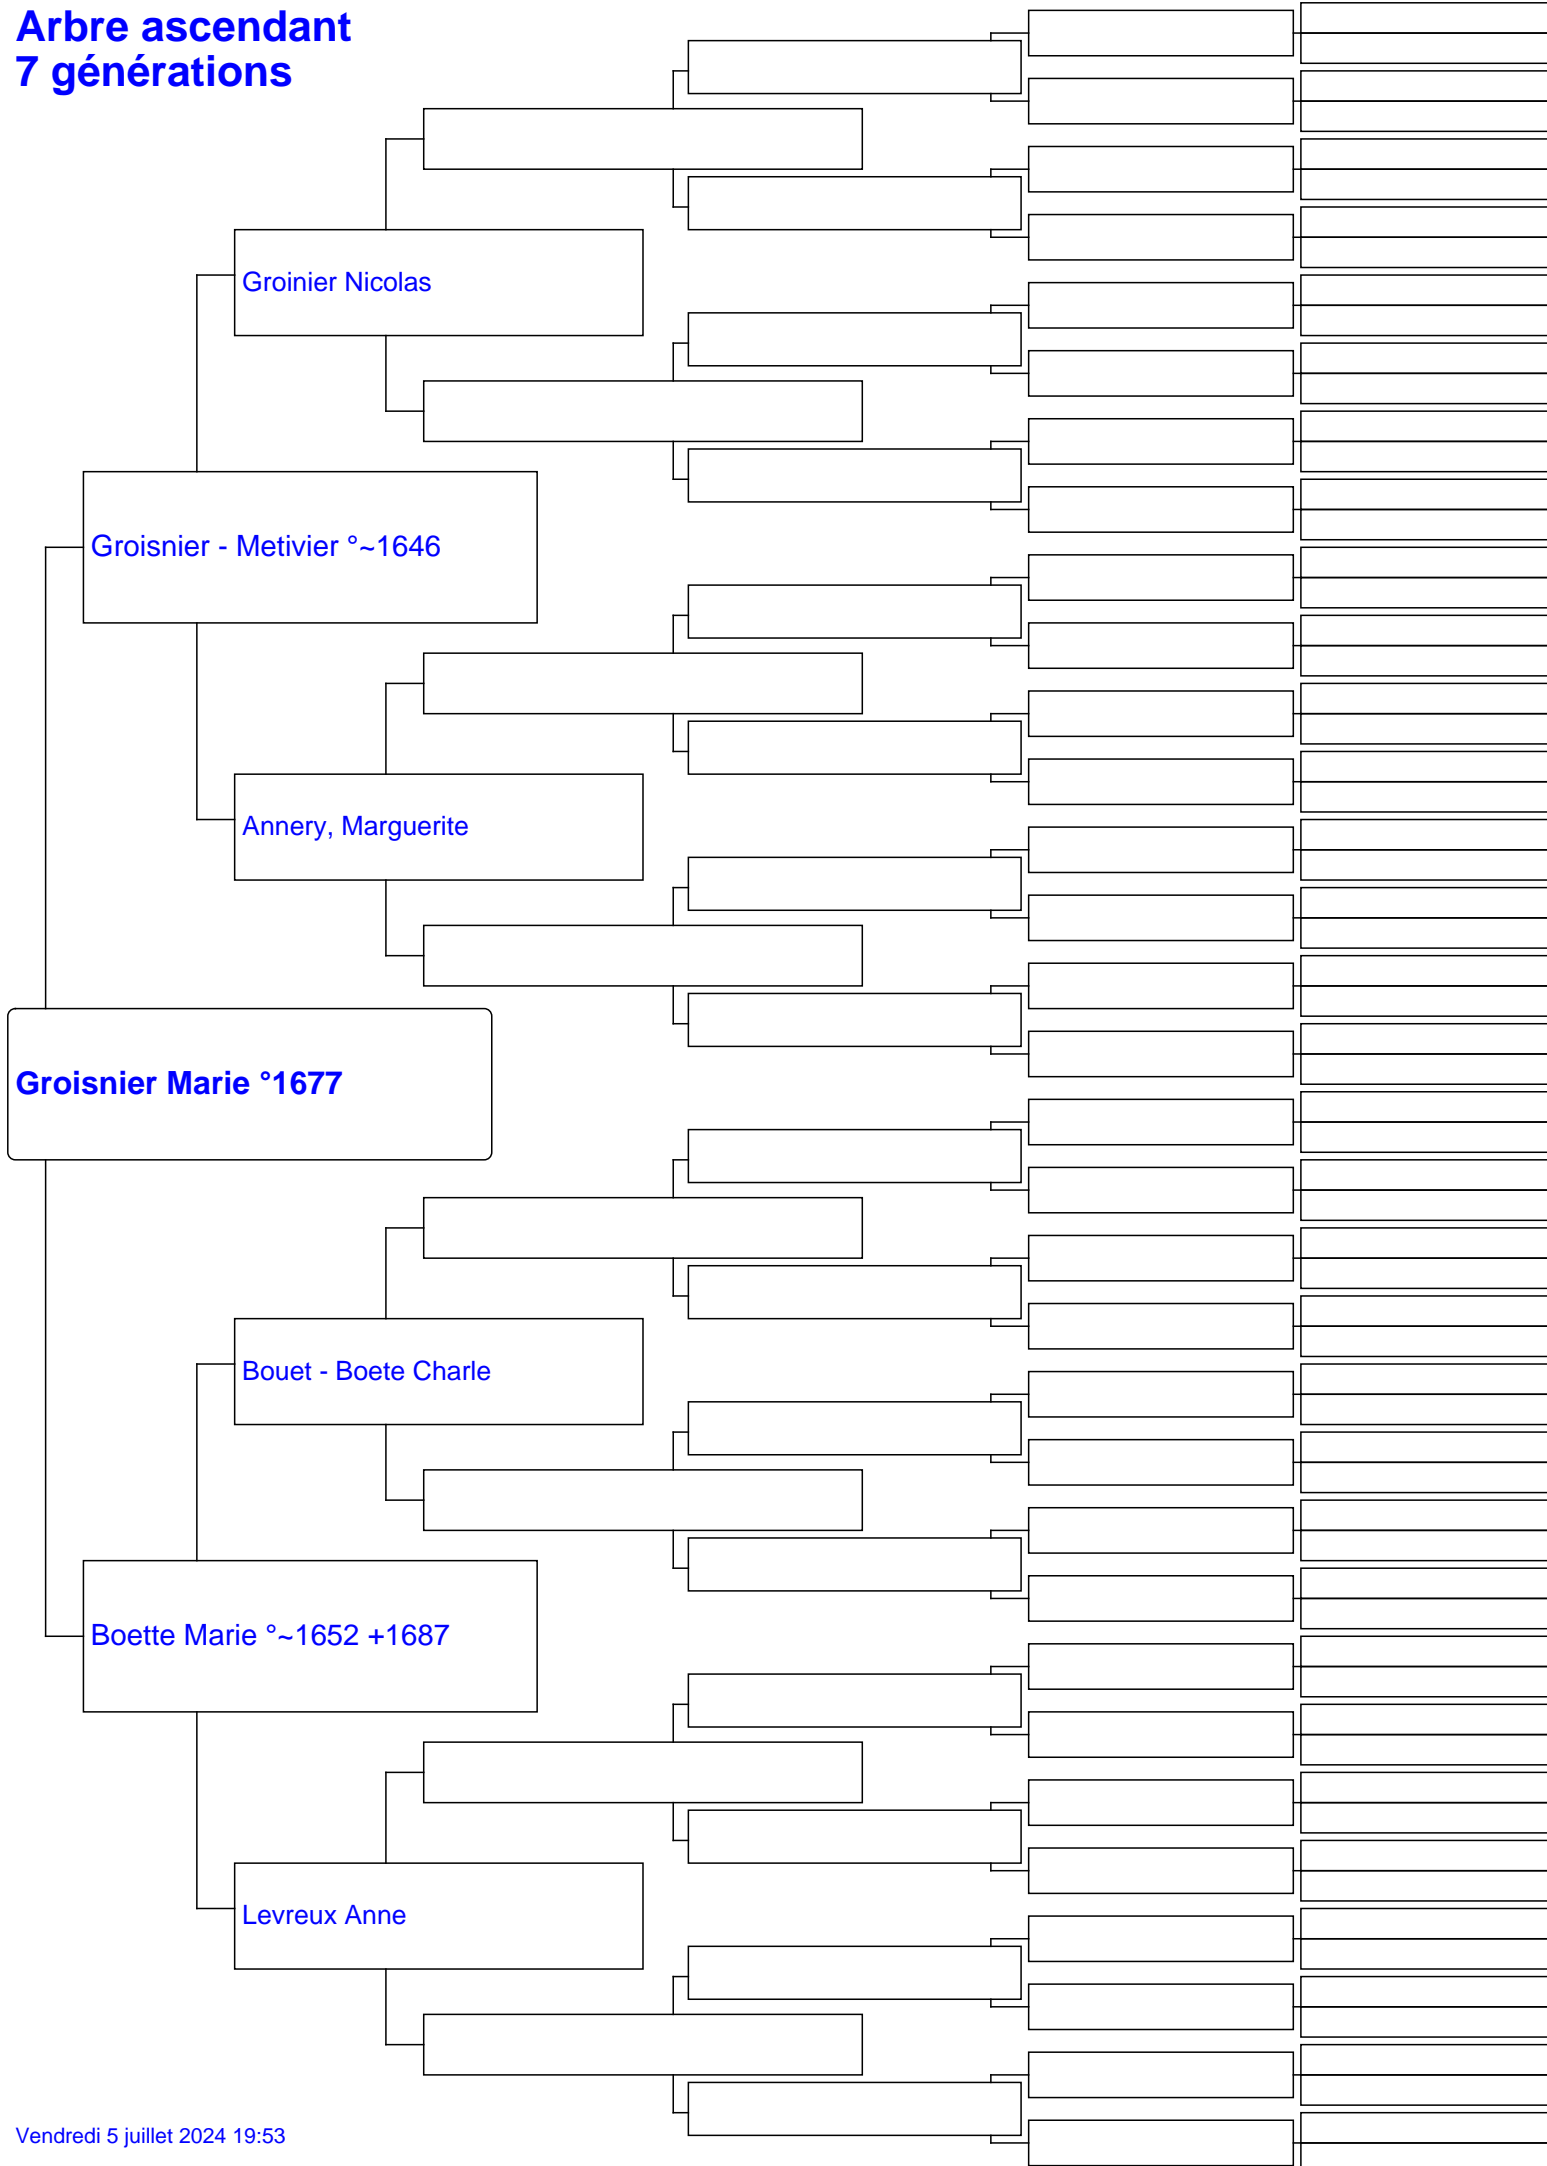 Arbre ascendant
7 générations
Groinier Nicolas
Groisnier - Metivier °~1646
Annery, Marguerite
Groisnier Marie °1677
Bouet - Boete Charle
Boette Marie °~1652 +1687
Levreux Anne
Vendredi 5 juillet 2024 19:53